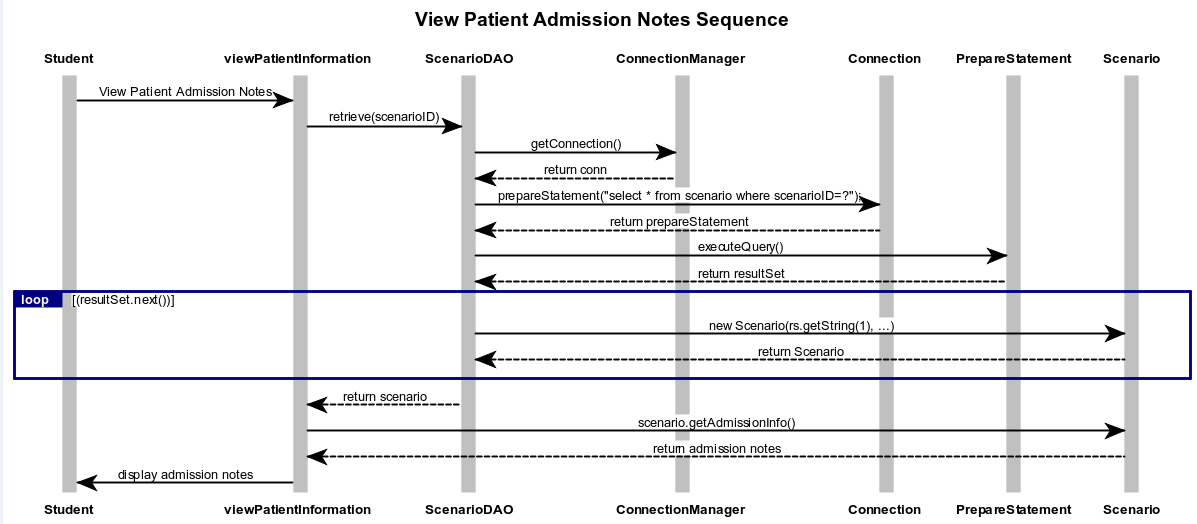 View Patient Admission Notes Sequence
Student viewPatientInformation ScenarioDAO ConnectionManager Connection PrepareStatement Scenario
View Patient Admission Notes
retrieve(scenarioID)
getConnection()
return conn
prepareStatement("select * from scenario where scenarioID=?");
return prepareStatement
executeQuery()
return resultSet
loop [(resultSet.next())]
new Scenario(rs.getString(1), ...)
return Scenario
return scenario
scenario.getAdmissionInfo()
return admission notes
display admission notes
Student viewPatientInformation ScenarioDAO ConnectionManager Connection PrepareStatement Scenario